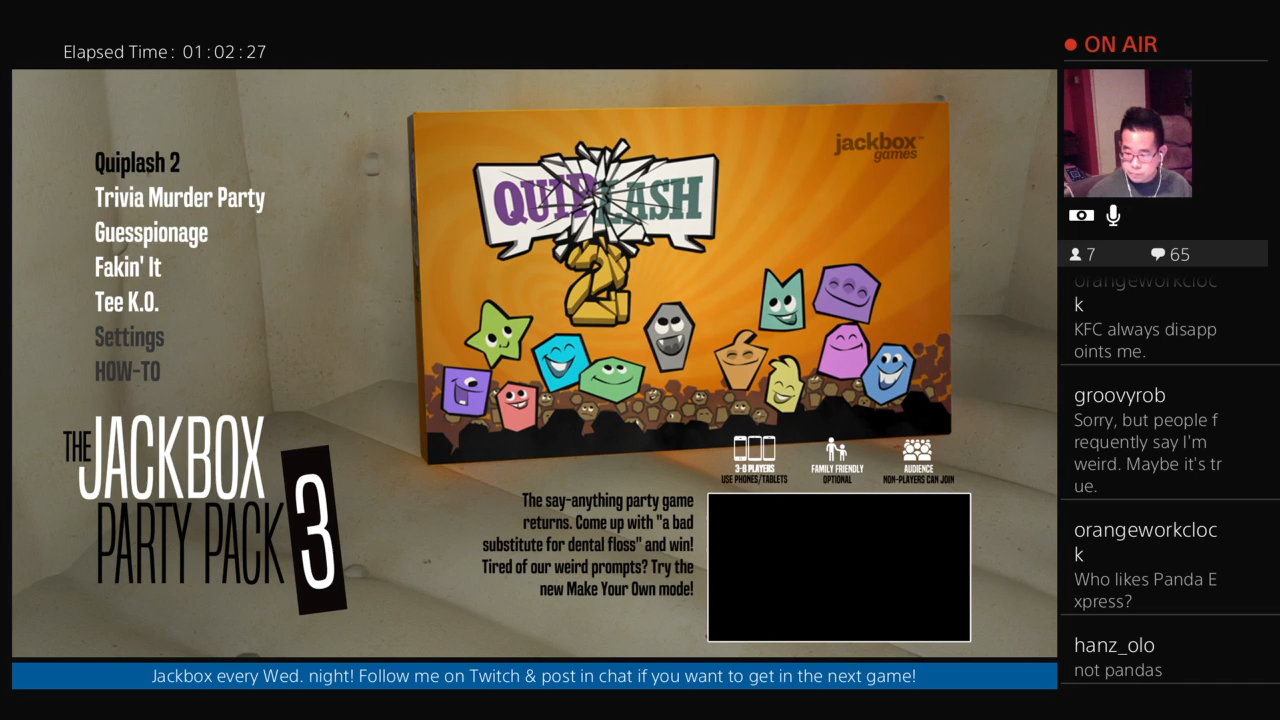 Elapsed Time: 01:02:27
ON AIR
Quiplash 2
Trivia Murder Party
Guesspionage
Fakin' It
Tee K.O.
Settings
HOW-TO
THE JACKBOX
PARTY PACK 3
jackbox™
games
QUIPLASH
2
3-8 PLAYERS
USE PHONES/TABLETS
FAMILY FRIENDLY
OPTIONAL
AUDIENCE
NON-PLAYERS CAN JOIN
The say-anything party game
returns. Come up with "a bad
substitute for dental floss" and win!
Tired of our weird prompts? Try the
new Make Your Own mode!
Jackbox every Wed. night! Follow me on Twitch & post in chat if you want to get in the next game!
7
65
orangeworkcloc
k
KFC always disapp
oints me.
groovyrob
Sorry, but people f
requently say I'm
weird. Maybe it's tr
ue.
orangeworkcloc
k
Who likes Panda E
xpress?
hanz_olo
not pandas